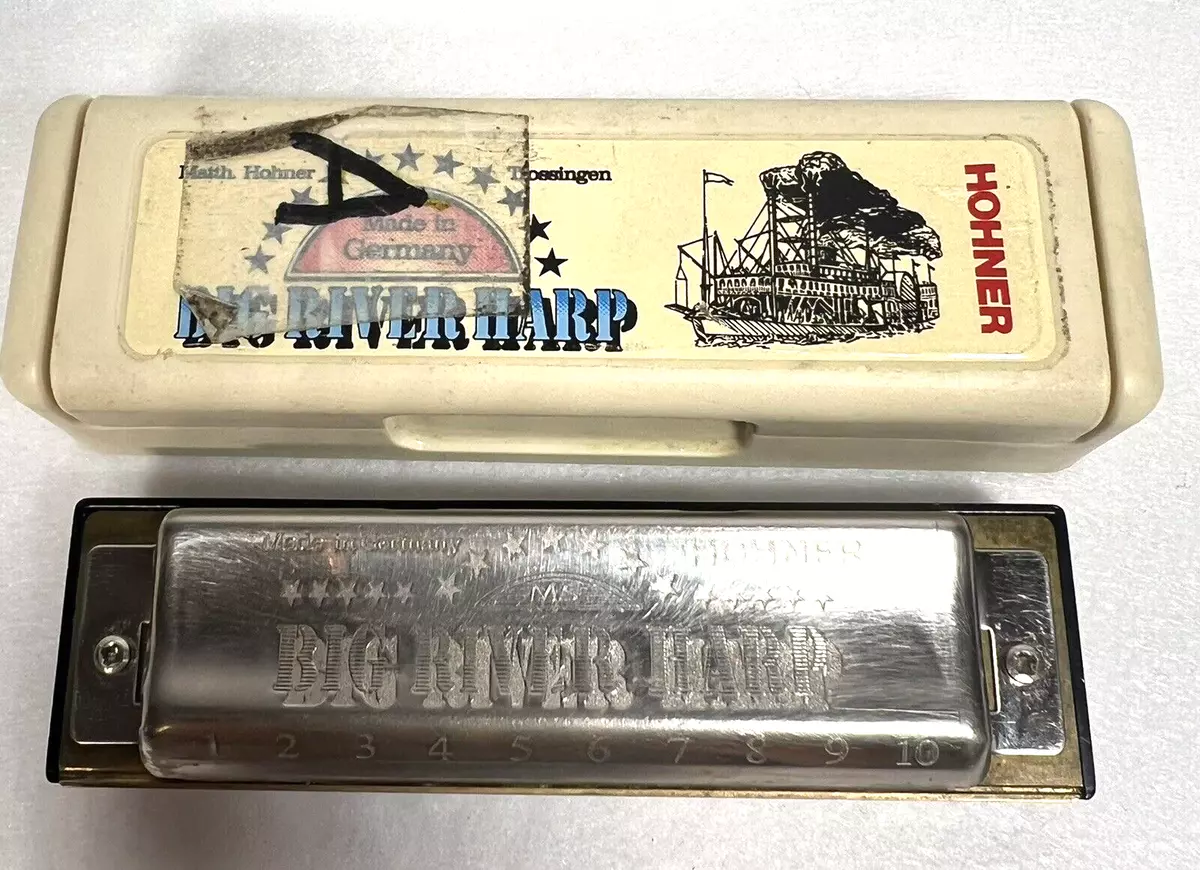 A
Matth. Hohner Trossingen
Made in
Germany
BIG RIVER HARP
HOHNER
Made in Germany HOHNER
MS
BIG RIVER HARP
1 2 3 4 5 6 7 8 9 10